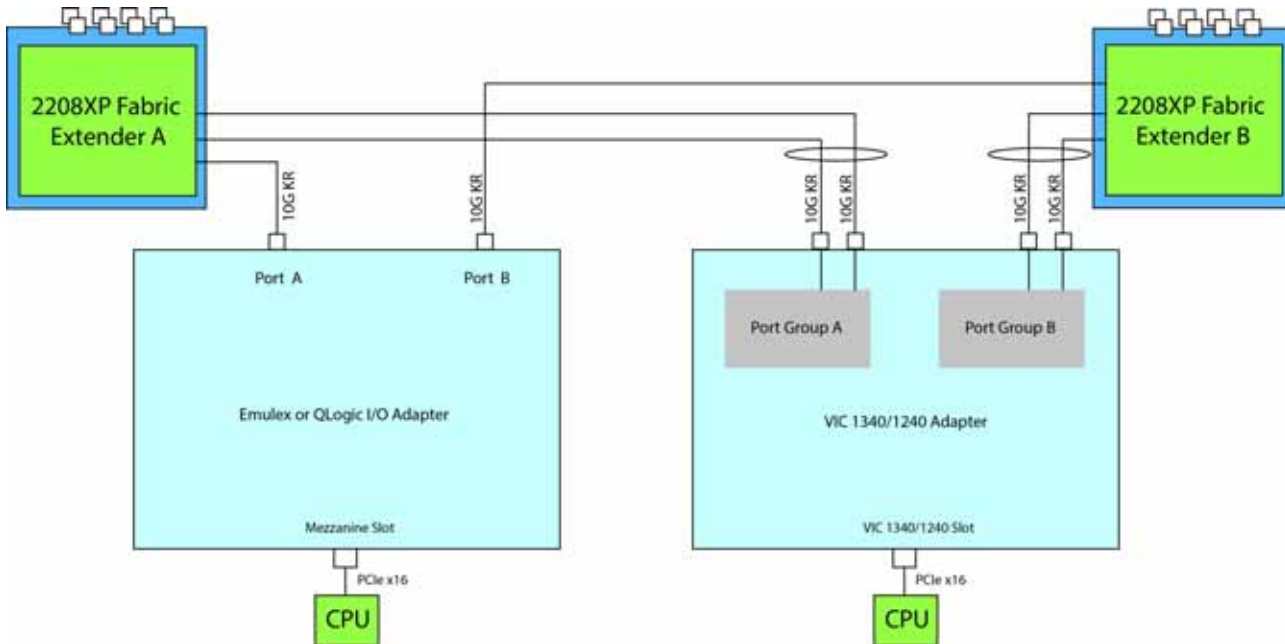 2208XP Fabric
Extender A
2208XP Fabric
Extender B
10G KR
10G KR
10G KR
10G KR
10G KR
10G KR
Port A
Port B
Port Group A
Port Group B
Emulex or QLogic I/O Adapter
VIC 1340/1240 Adapter
Mezzanine Slot
VIC 1340/1240 Slot
PCIe x16
PCIe x16
CPU
CPU